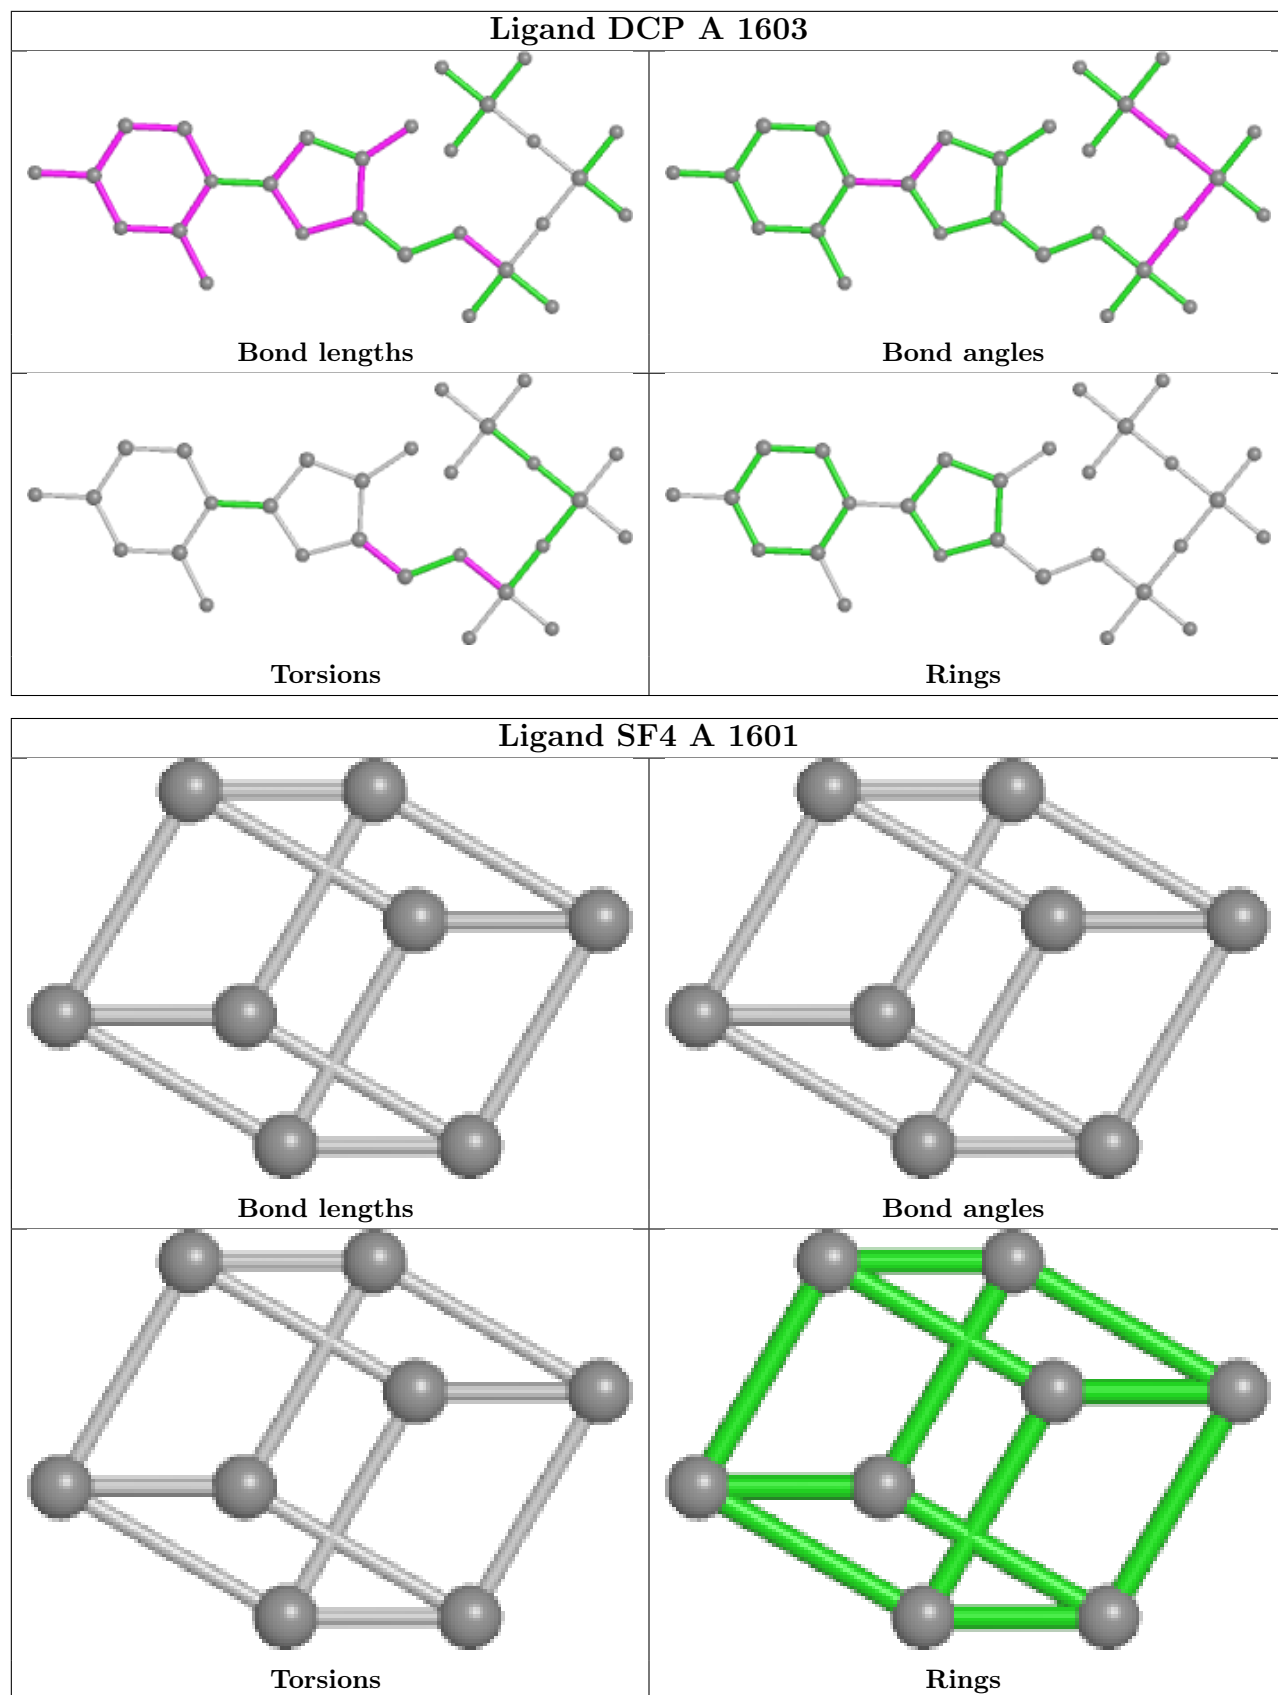 Ligand DCP A 1603
Bond lengths
Bond angles
Torsions
Rings
Ligand SF4 A 1601
Bond lengths
Bond angles
Torsions
Rings